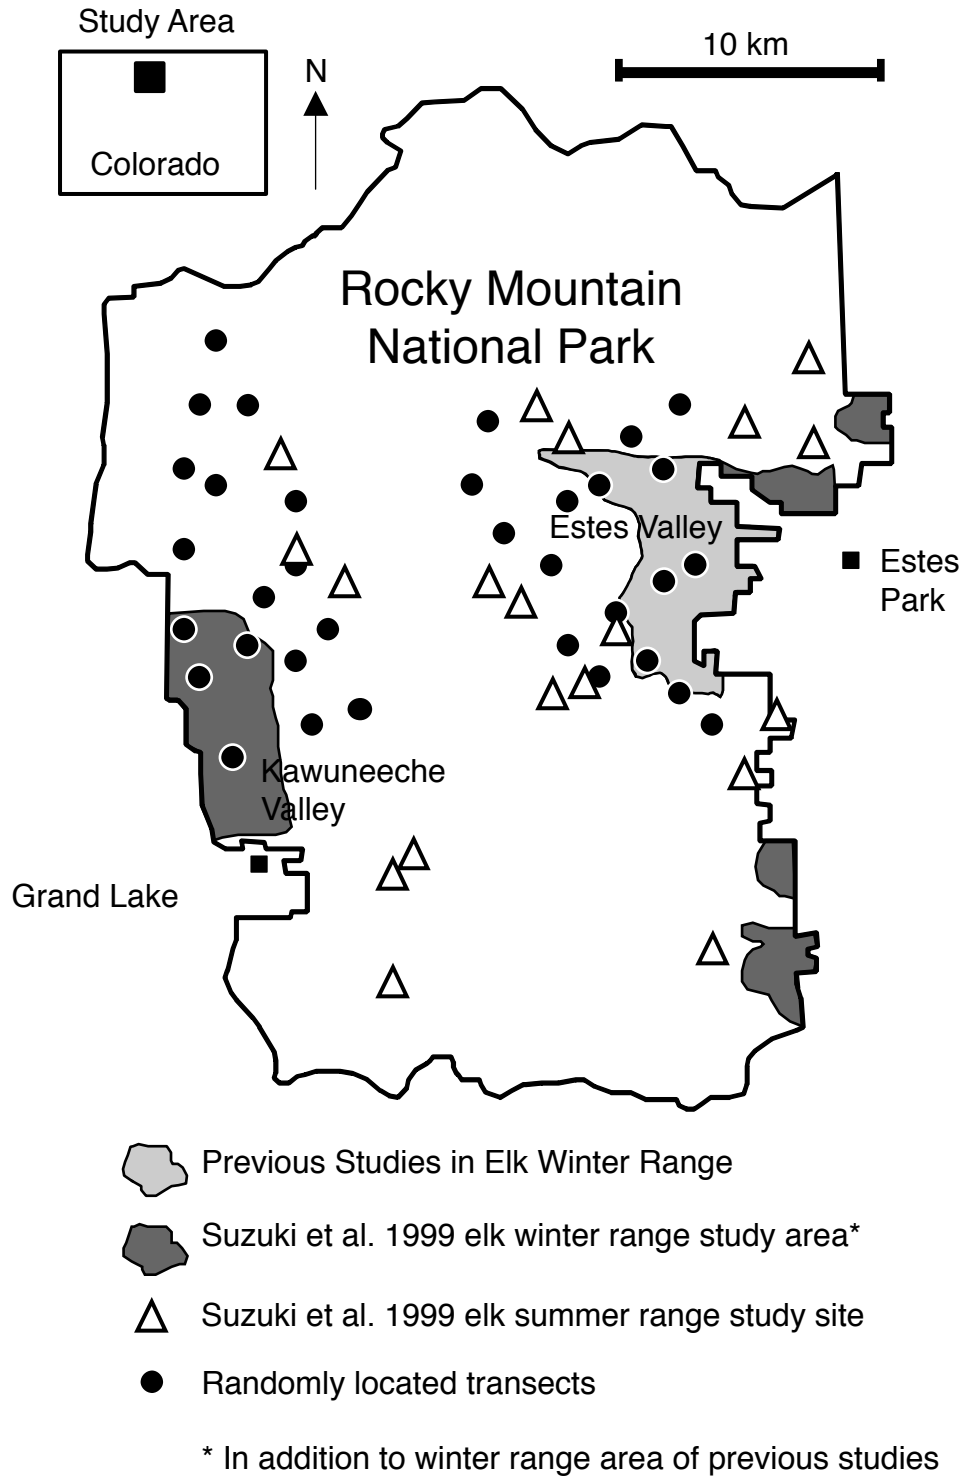 Study Area
10 km
N
Colorado
Rocky Mountain
National Park
Estes Valley
Estes
Park
Kawuneeche
Valley
Grand Lake
Previous Studies in Elk Winter Range
Suzuki et al. 1999 elk winter range study area*
Suzuki et al. 1999 elk summer range study site
Randomly located transects
* In addition to winter range area of previous studies